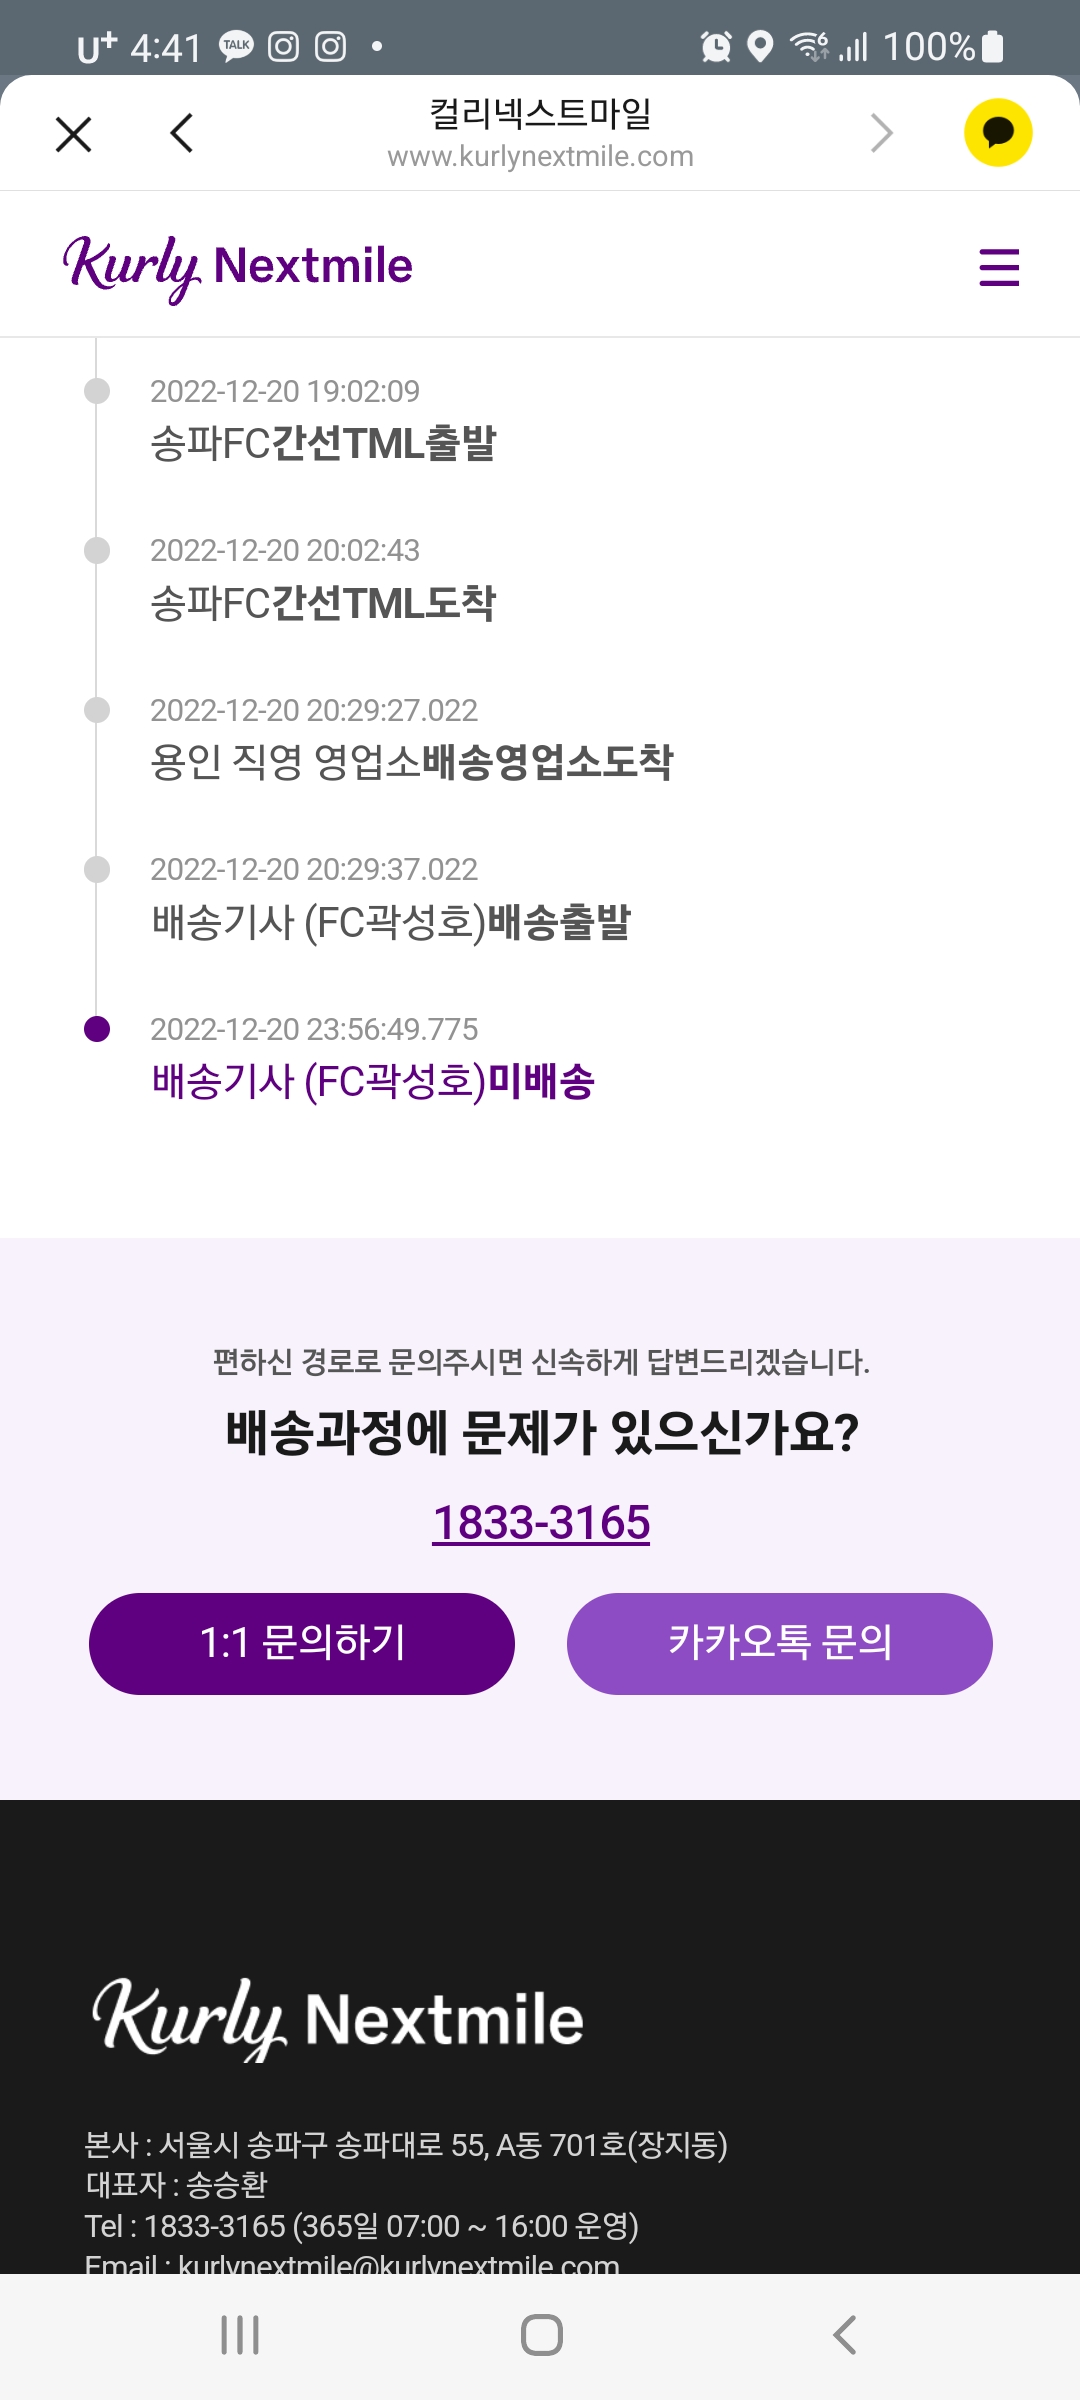 U+ 4:41 TALK 6 100%
컬리넥스트마일
www.kurlynextmile.com
Kurly Nextmile
2022-12-20 19:02:09
송파FC간선TML출발
2022-12-20 20:02:43
송파FC간선TML도착
2022-12-20 20:29:27.022
용인 직영 영업소배송영업소도착
2022-12-20 20:29:37.022
배송기사 (FC곽성호)배송출발
2022-12-20 23:56:49.775
배송기사 (FC곽성호)미배송
편하신 경로로 문의주시면 신속하게 답변드리겠습니다.
배송과정에 문제가 있으신가요?
1833-3165
1:1 문의하기
카카오톡 문의
Kurly Nextmile
본사 : 서울시 송파구 송파대로 55, A동 701호(장지동)
대표자 : 송승환
Tel : 1833-3165 (365일 07:00 ~ 16:00 운영)
Email : kurlynextmile@kurlynextmile.com